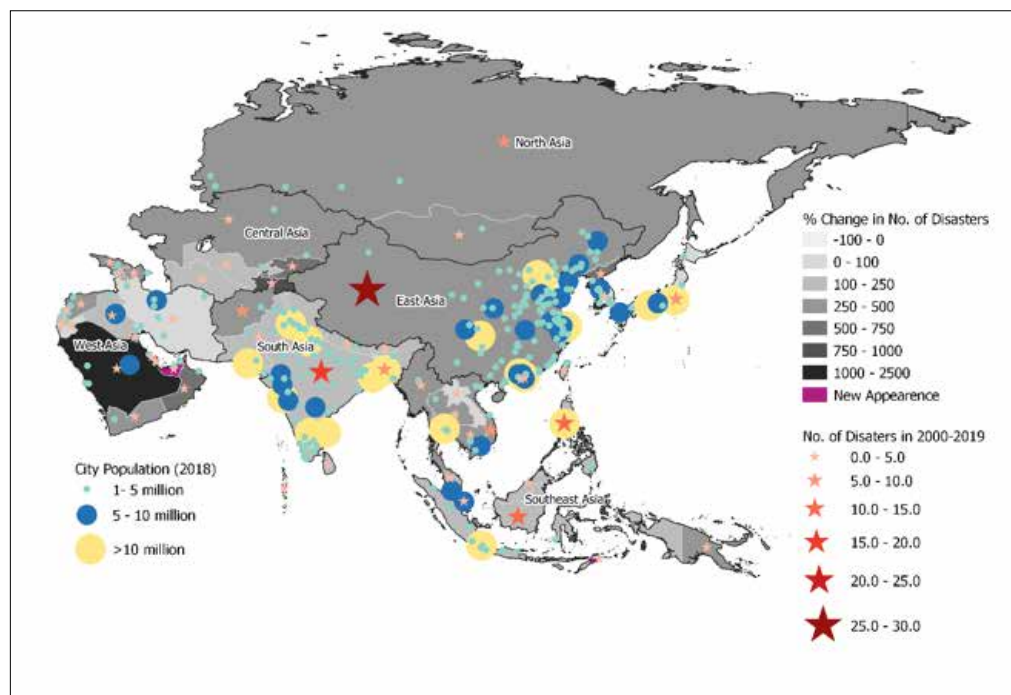 North Asia
Central Asia
East Asia
West Asia
South Asia
Southeast Asia
% Change in No. of Disasters
-100 - 0
0 - 100
100 - 250
250 - 500
500 - 750
750 - 1000
1000 - 2500
New Appearence
No. of Disaters in 2000-2019
0.0 - 5.0
5.0 - 10.0
10.0 - 15.0
15.0 - 20.0
20.0 - 25.0
25.0 - 30.0
City Population (2018)
1- 5 million
5 - 10 million
>10 million